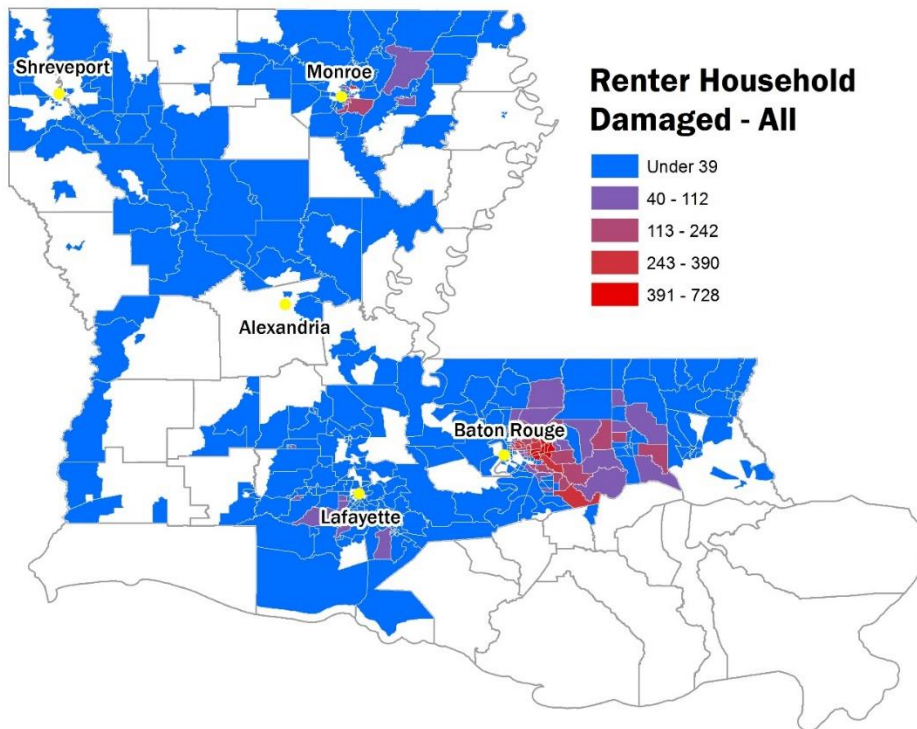 Shreveport
Monroe
Renter Household
Damaged - All
Under 39
40 - 112
113 - 242
243 - 390
391 - 728
Alexandria
Baton Rouge
Lafayette